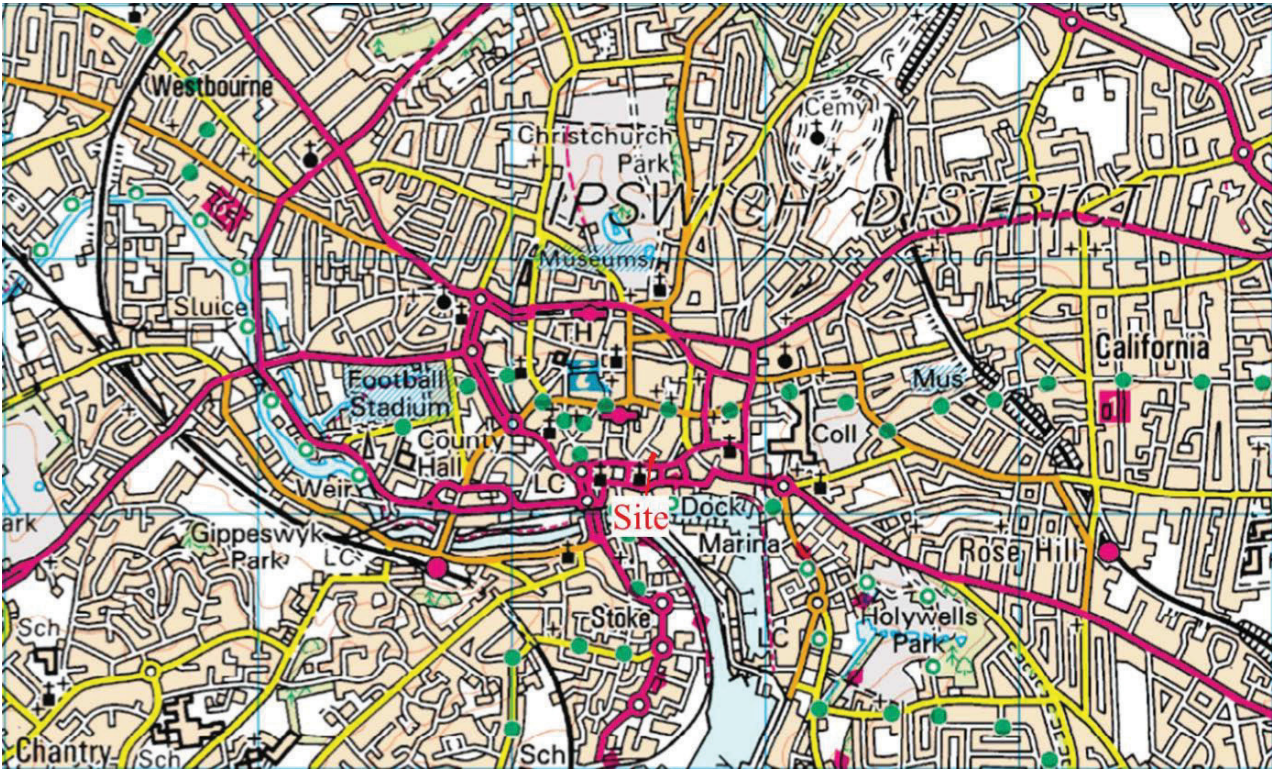 Westbourne
Christchurch
Park
Cemy
IPSWICH DISTRICT
Museums
Sluice
TH
California
Football
Stadium
Mus
County
Hall
Coll
LC
Weir
Site
Dock
Marina
Gippeswyk
Park
LC
ark
Rose Hill
Stoke
Holywells
Park
LC
Sch
Chantry
Sch
Sch